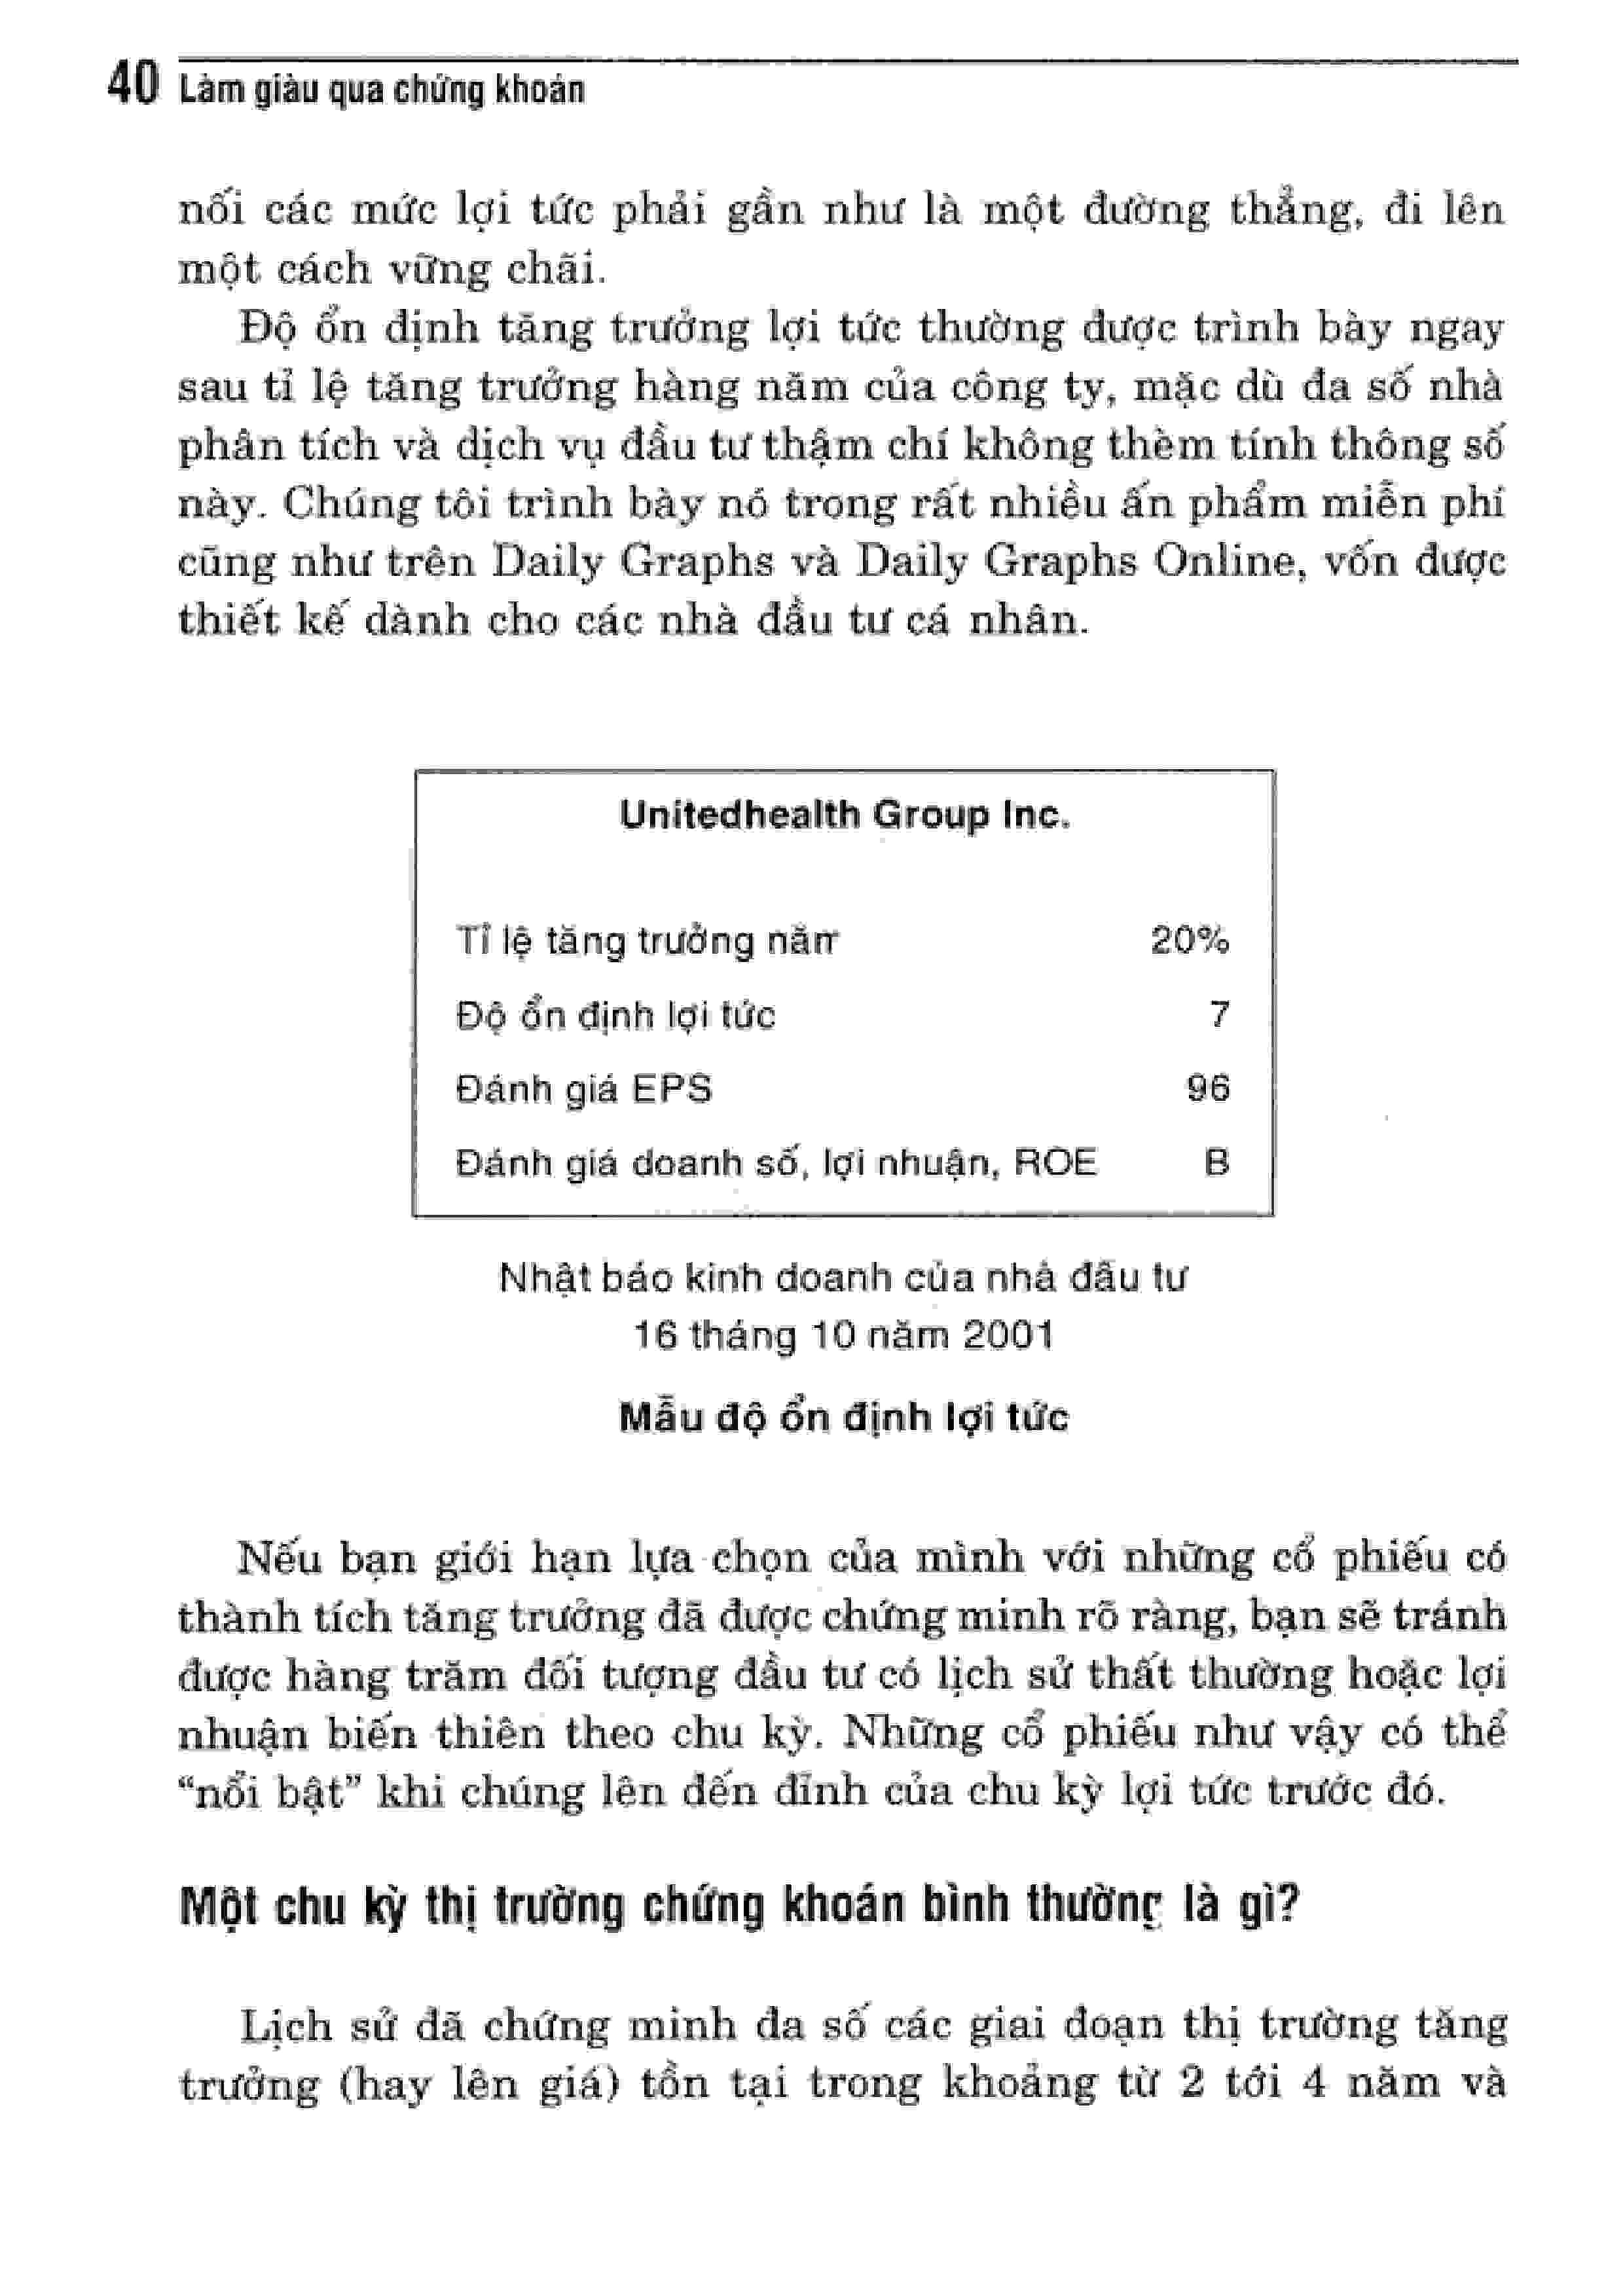 40 Làm giàu qua chứng khoán
nối các mức lợi tức phải gần như là một đường thẳng, đi lên
một cách vững chãi.
Độ ổn định tăng trưởng lợi tức thường được trình bày ngay
sau tỉ lệ tăng trưởng hàng năm của công ty, mặc dù đa số nhà
phân tích và dịch vụ đầu tư thậm chí không thèm tính thông số
này. Chúng tôi trình bày nó trong rất nhiều ấn phẩm miễn phí
cũng như trên Daily Graphs và Daily Graphs Online, vốn được
thiết kế dành cho các nhà đầu tư cá nhân.
Unitedhealth Group Inc.
Tỉ lệ tăng trưởng năm 20%
Độ ổn định lợi tức 7
Đánh giá EPS 96
Đánh giá doanh số, lợi nhuận, ROE B
Nhật báo kinh doanh của nhà đầu tư
16 tháng 10 năm 2001
Mẫu độ ổn định lợi tức
Nếu bạn giới hạn lựa chọn của mình với những cổ phiếu có
thành tích tăng trưởng đã được chứng minh rõ ràng, bạn sẽ tránh
được hàng trăm đối tượng đầu tư có lịch sử thất thường hoặc lợi
nhuận biến thiên theo chu kỳ. Những cổ phiếu như vậy có thể
“nổi bật” khi chúng lên đến đỉnh của chu kỳ lợi tức trước đó.
Một chu kỳ thị trường chứng khoán bình thường là gì?
Lịch sử đã chứng minh đa số các giai đoạn thị trường tăng
trưởng (hay lên giá) tồn tại trong khoảng từ 2 tới 4 năm và